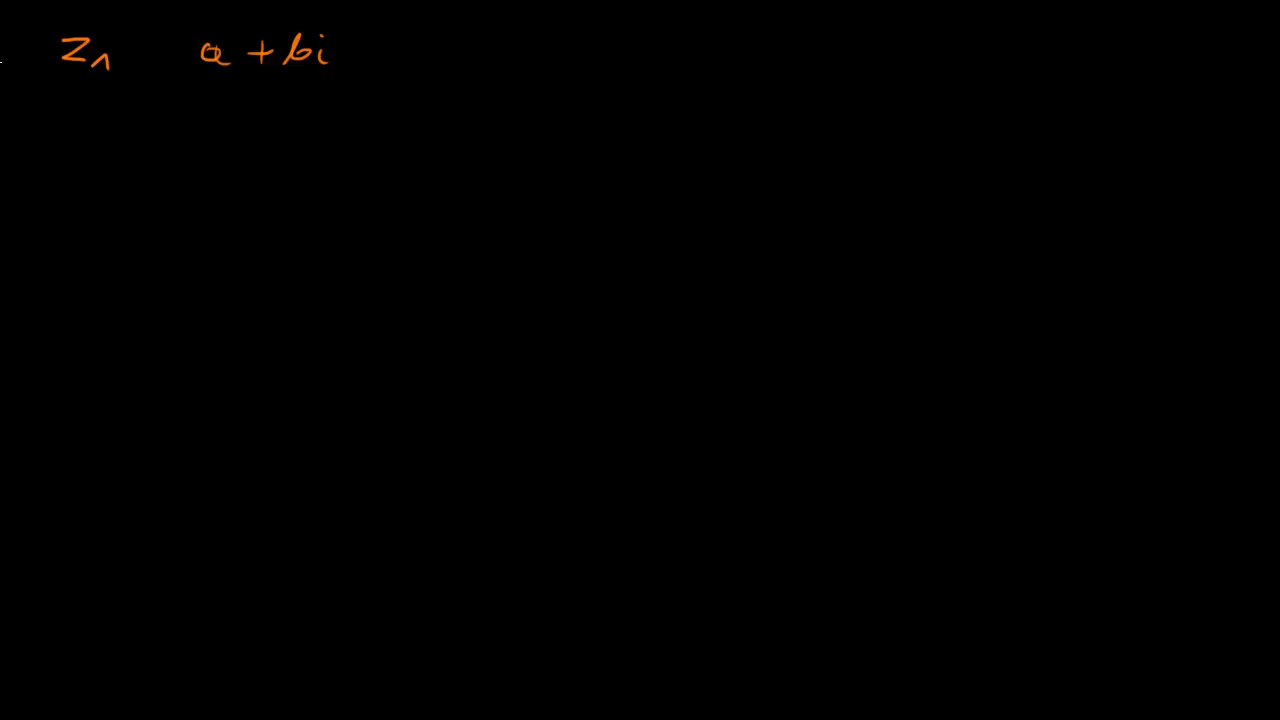 z₁ a + bi